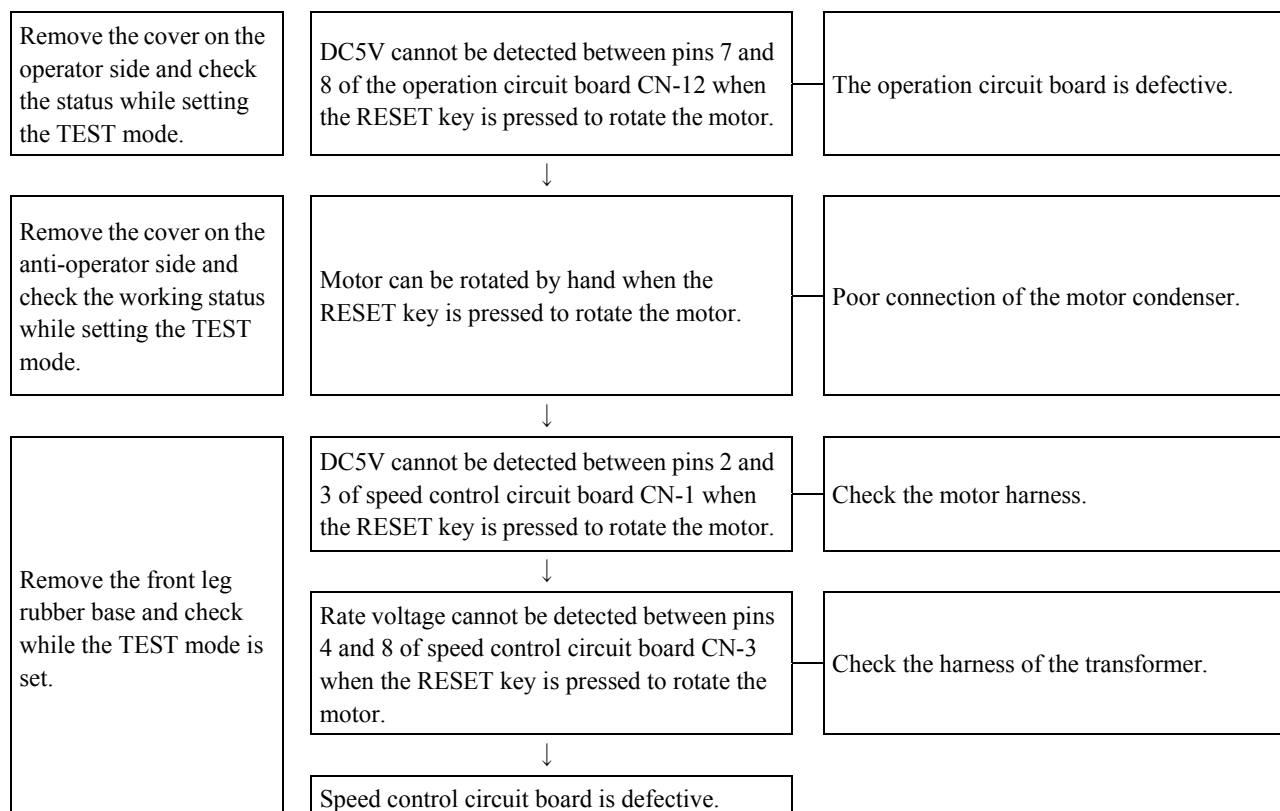 Remove the cover on the
operator side and check
the status while setting
the TEST mode.
DC5V cannot be detected between pins 7 and
8 of the operation circuit board CN-12 when
the RESET key is pressed to rotate the motor.
The operation circuit board is defective.
↓
Remove the cover on the
anti-operator side and
check the working status
while setting the TEST
mode.
Motor can be rotated by hand when the
RESET key is pressed to rotate the motor.
Poor connection of the motor condenser.
↓
Remove the front leg
rubber base and check
while the TEST mode is
set.
DC5V cannot be detected between pins 2 and
3 of speed control circuit board CN-1 when
the RESET key is pressed to rotate the motor.
Check the motor harness.
↓
Rate voltage cannot be detected between pins
4 and 8 of speed control circuit board CN-3
when the RESET key is pressed to rotate the
motor.
Check the harness of the transformer.
↓
Speed control circuit board is defective.